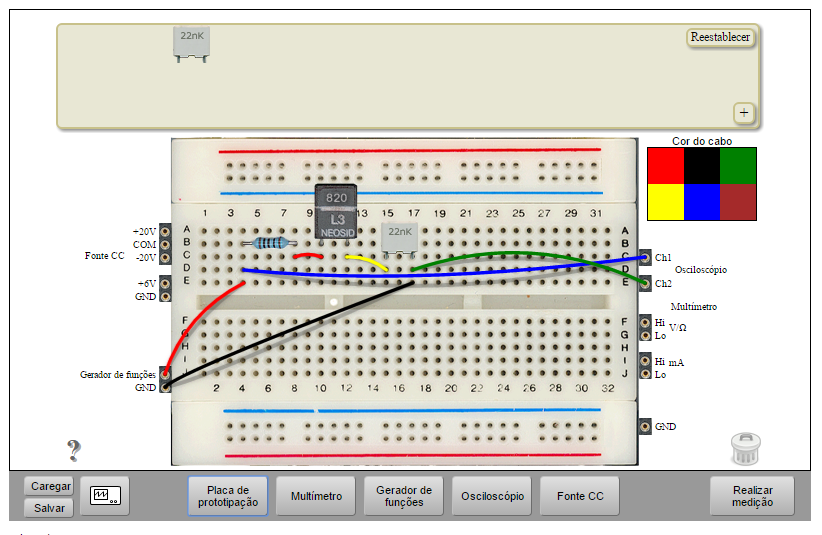 22nK
Reestablecer
+
Cor do cabo
820
L3
NEOSID
1 3 5 7 9 13 15 17 19 21 23 25 27 29 31
22nK
A A
B B
C C
D D
E E
+20V
COM
Fonte CC -20V
+6V
GND
Ch1
Osciloscópio
Ch2
Multímetro
F F
G G
H H
I I
J J
Hi
V/Ω
Lo
Hi mA
Lo
Gerador de funções
GND
2 4 6 8 10 12 14 16 18 20 22 24 26 28 30 32
GND
?
Caregar
Salvar
Placa de
prototipação
Multímetro
Gerador de
funções
Osciloscópio
Fonte CC
Realizar
medição